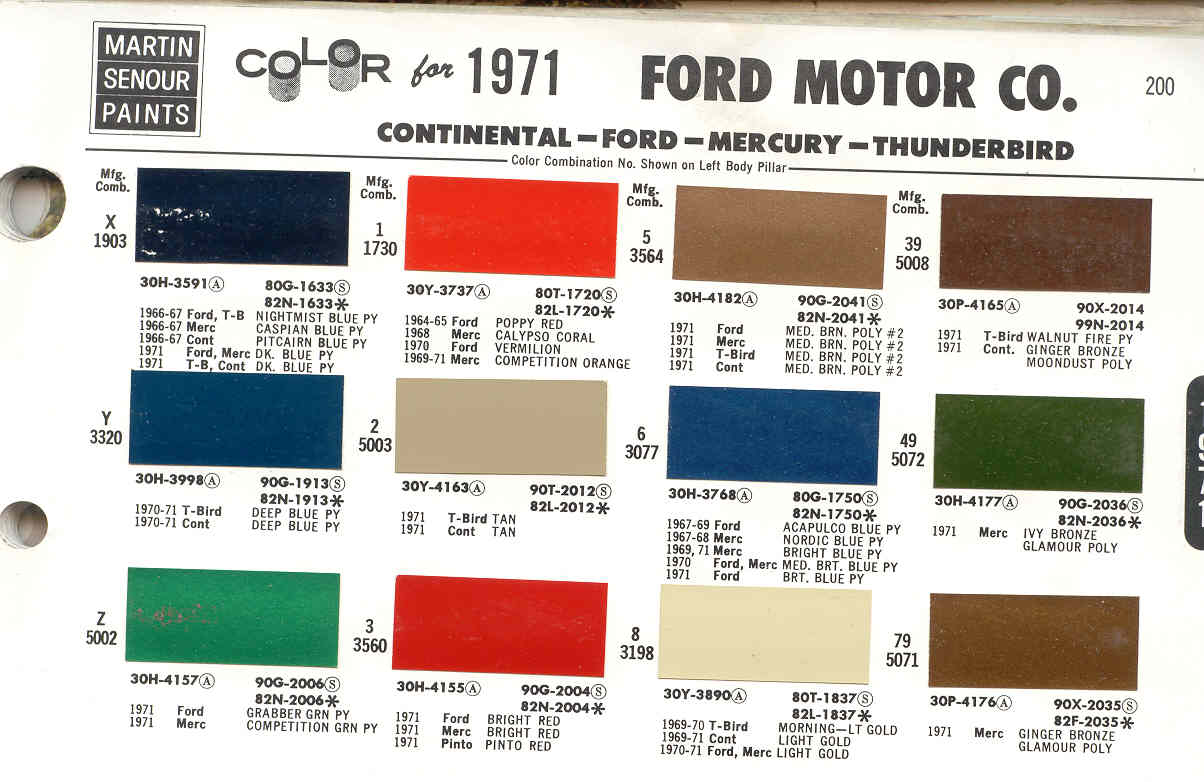 MARTIN
SENOUR
PAINTS
COLOR for 1971 FORD MOTOR CO.
200
CONTINENTAL — FORD — MERCURY — THUNDERBIRD
Color Combination No. Shown on Left Body Pillar
Mfg.
Comb.
X
1903
30H-3591Ⓐ 80G-1633Ⓢ
82N-1633*
1966-67 Ford, T-B NIGHTMIST BLUE PY
1966-67 Merc CASPIAN BLUE PY
1966-67 Cont PITCAIRN BLUE PY
1971 Ford, Merc DK. BLUE PY
1971 T-B, Cont DK. BLUE PY
Mfg.
Comb.
1
1730
30Y-3737Ⓐ 80T-1720Ⓢ
82L-1720*
1964-65 Ford POPPY RED
1968 Merc CALYPSO CORAL
1970 Ford VERMILION
1969-71 Merc COMPETITION ORANGE
Mfg.
Comb.
5
3564
30H-4182Ⓐ 90G-2041Ⓢ
82N-2041*
1971 Ford MED. BRN. POLY #2
1971 Merc MED. BRN. POLY #2
1971 T-Bird MED. BRN. POLY #2
1971 Cont MED. BRN. POLY #2
Mfg.
Comb.
39
5008
30P-4165Ⓐ 90X-2014
99N-2014
1971 T-Bird WALNUT FIRE PY
1971 Cont. GINGER BRONZE
MOONDUST POLY
Y
3320
30H-3998Ⓐ 90G-1913Ⓢ
82N-1913*
1970-71 T-Bird DEEP BLUE PY
1970-71 Cont DEEP BLUE PY
2
5003
30Y-4163Ⓐ 90T-2012Ⓢ
82L-2012*
1971 T-Bird TAN
1971 Cont TAN
6
3077
30H-3768Ⓐ 80G-1750Ⓢ
82N-1750*
1967-69 Ford ACAPULCO BLUE PY
1967-68 Merc NORDIC BLUE PY
1969, 71 Merc BRIGHT BLUE PY
1970 Ford, Merc MED. BRT. BLUE PY
1971 Ford BRT. BLUE PY
49
5072
30H-4177Ⓐ 90G-2036Ⓢ
82N-2036*
1971 Merc IVY BRONZE
GLAMOUR POLY
Z
5002
30H-4157Ⓐ 90G-2006Ⓢ
82N-2006*
1971 Ford GRABBER GRN PY
1971 Merc COMPETITION GRN PY
3
3560
30H-4155Ⓐ 90G-2004Ⓢ
82N-2004*
1971 Ford BRIGHT RED
1971 Merc BRIGHT RED
1971 Pinto PINTO RED
8
3198
30Y-3890Ⓐ 80T-1837Ⓢ
82L-1837*
1969-70 T-Bird MORNING—LT GOLD
1969-71 Cont LIGHT GOLD
1970-71 Ford, Merc LIGHT GOLD
79
5071
30P-4176Ⓐ 90X-2035Ⓢ
82F-2035*
1971 Merc GINGER BRONZE
GLAMOUR POLY